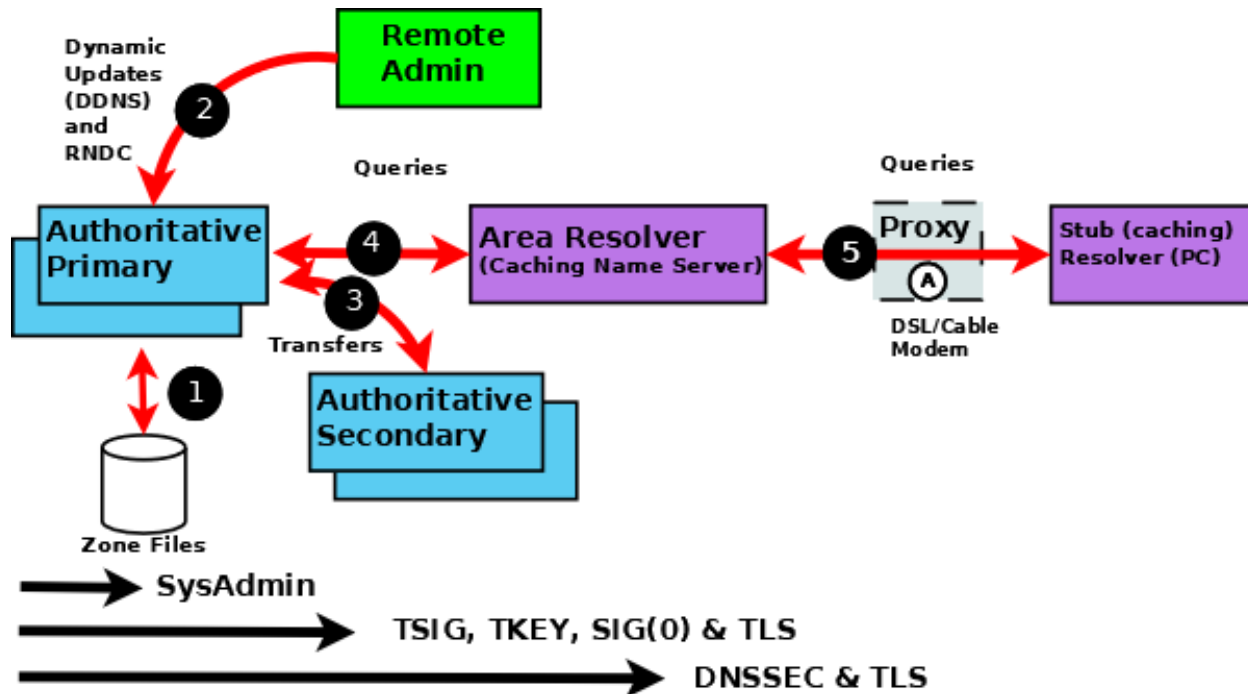 Dynamic
Updates
(DDNS)
and
RNDC
2
Remote
Admin
Queries
Queries
Authoritative
Primary
4
Area Resolver
(Caching Name Server)
5
Proxy
A
Stub (caching)
Resolver (PC)
DSL/Cable
Modem
3
Transfers
1
Authoritative
Secondary
Zone Files
SysAdmin
TSIG, TKEY, SIG(0) & TLS
DNSSEC & TLS